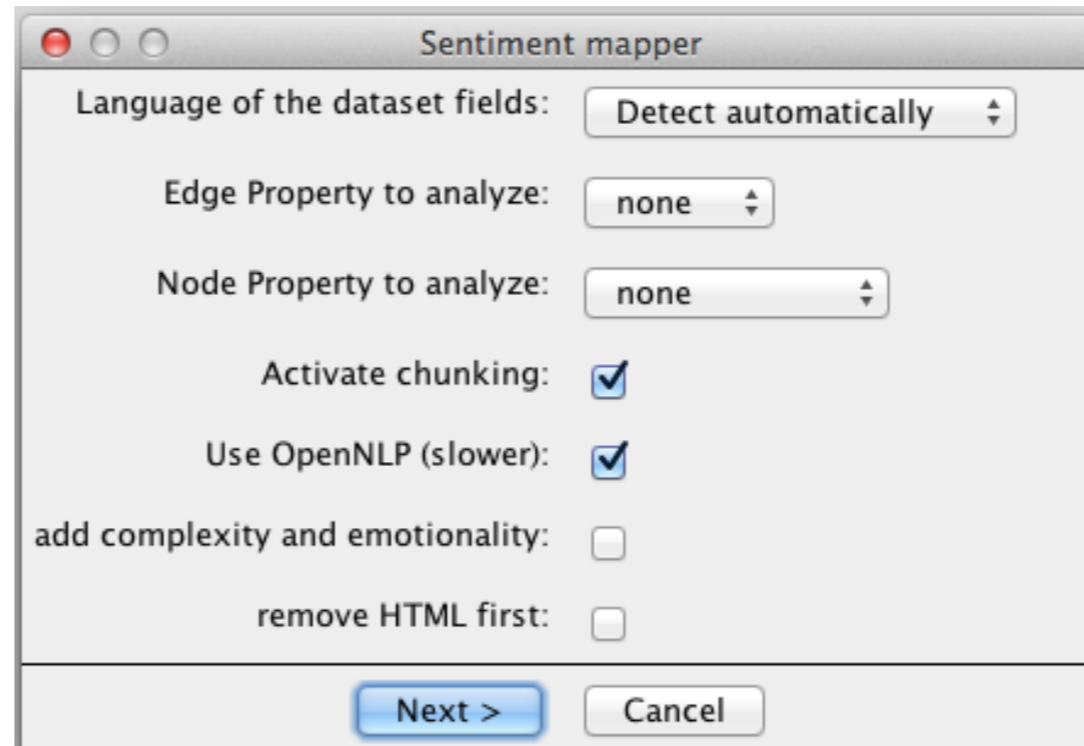 Sentiment mapper
Language of the dataset fields: Detect automatically
Edge Property to analyze: none
Node Property to analyze: none
Activate chunking:
Use OpenNLP (slower):
add complexity and emotionality:
remove HTML first:
Next > Cancel